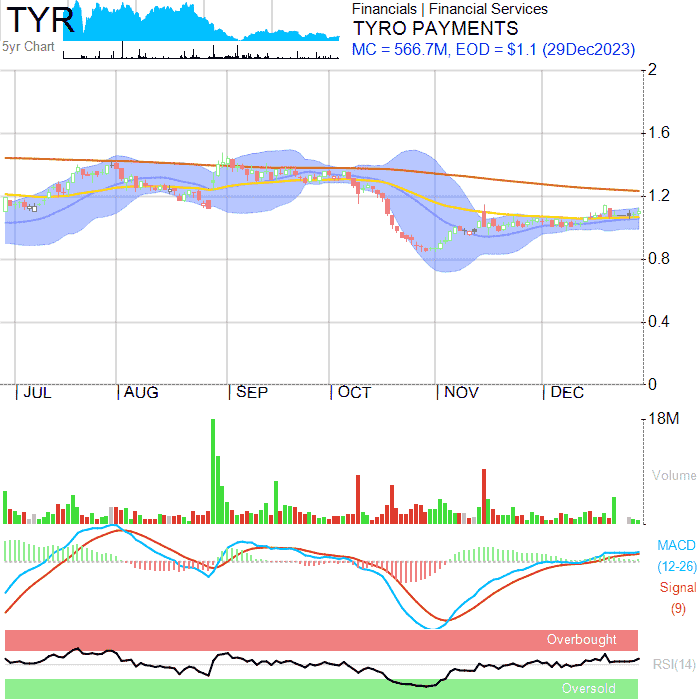 TYR
5yr Chart
Financials | Financial Services
TYRO PAYMENTS
MC = 566.7M, EOD = $1.1 (29Dec2023)
2
1.6
1.2
0.8
0.4
0
JUL AUG SEP OCT NOV DEC
18M
Volume
MACD
(12-26)
Signal
(9)
Overbought
RSI(14)
Oversold